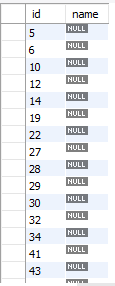 id name
5 NULL
6 NULL
10 NULL
12 NULL
14 NULL
19 NULL
22 NULL
27 NULL
28 NULL
29 NULL
30 NULL
32 NULL
34 NULL
41 NULL
43 NULL